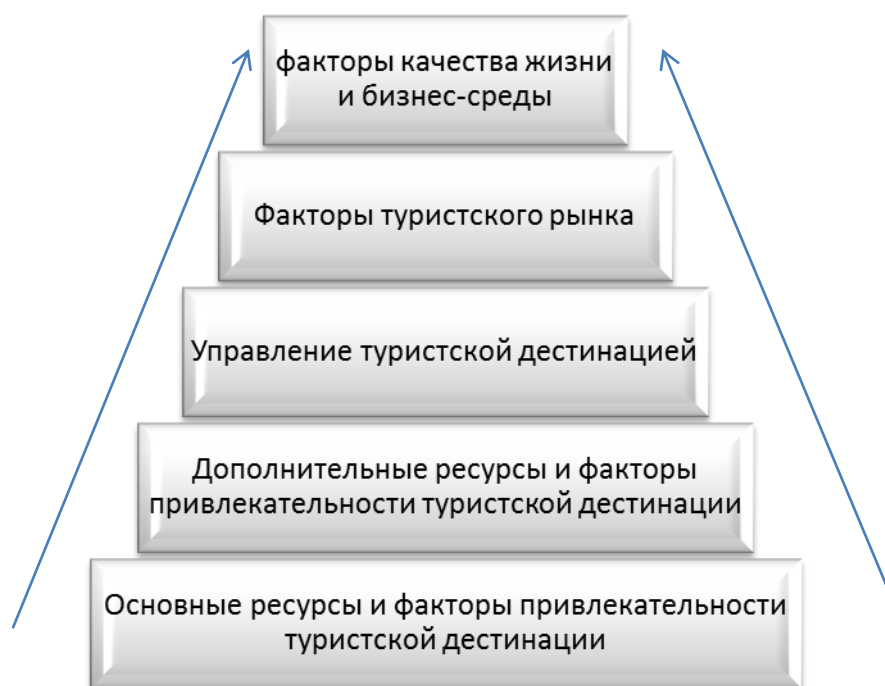 факторы качества жизни
и бизнес-среды
Факторы туристского рынка
Управление туристской дестинацией
Дополнительные ресурсы и факторы
привлекательности туристской дестинации
Основные ресурсы и факторы привлекательности
туристской дестинации